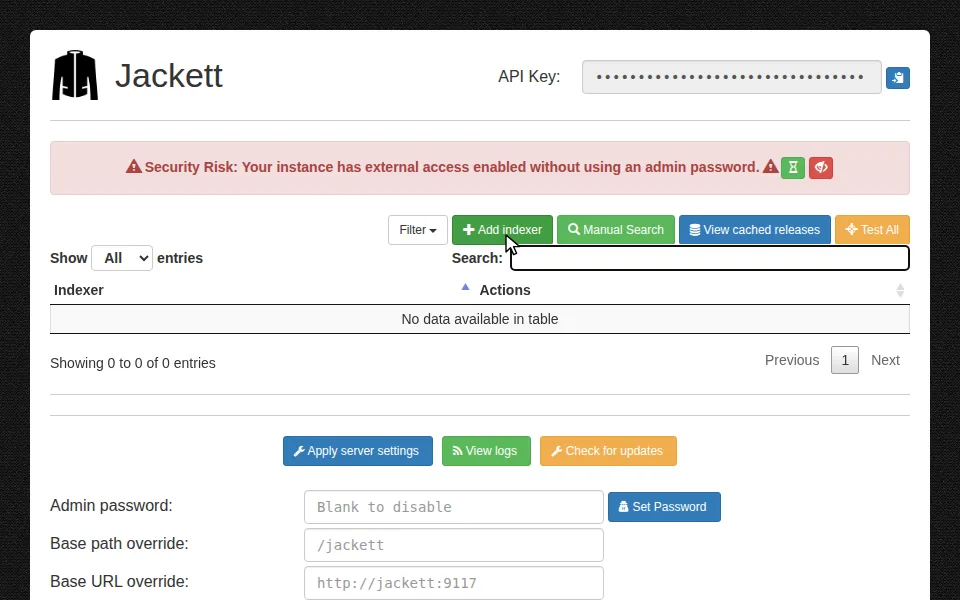 Jackett
API Key: ••••••••••••••••••••••••••••••••
Security Risk: Your instance has external access enabled without using an admin password.
Filter Add indexer Manual Search View cached releases Test All
Show All entries Search:
Indexer Actions
No data available in table
Showing 0 to 0 of 0 entries Previous 1 Next
Apply server settings View logs Check for updates
Admin password: Blank to disable Set Password
Base path override: /jackett
Base URL override: http://jackett:9117